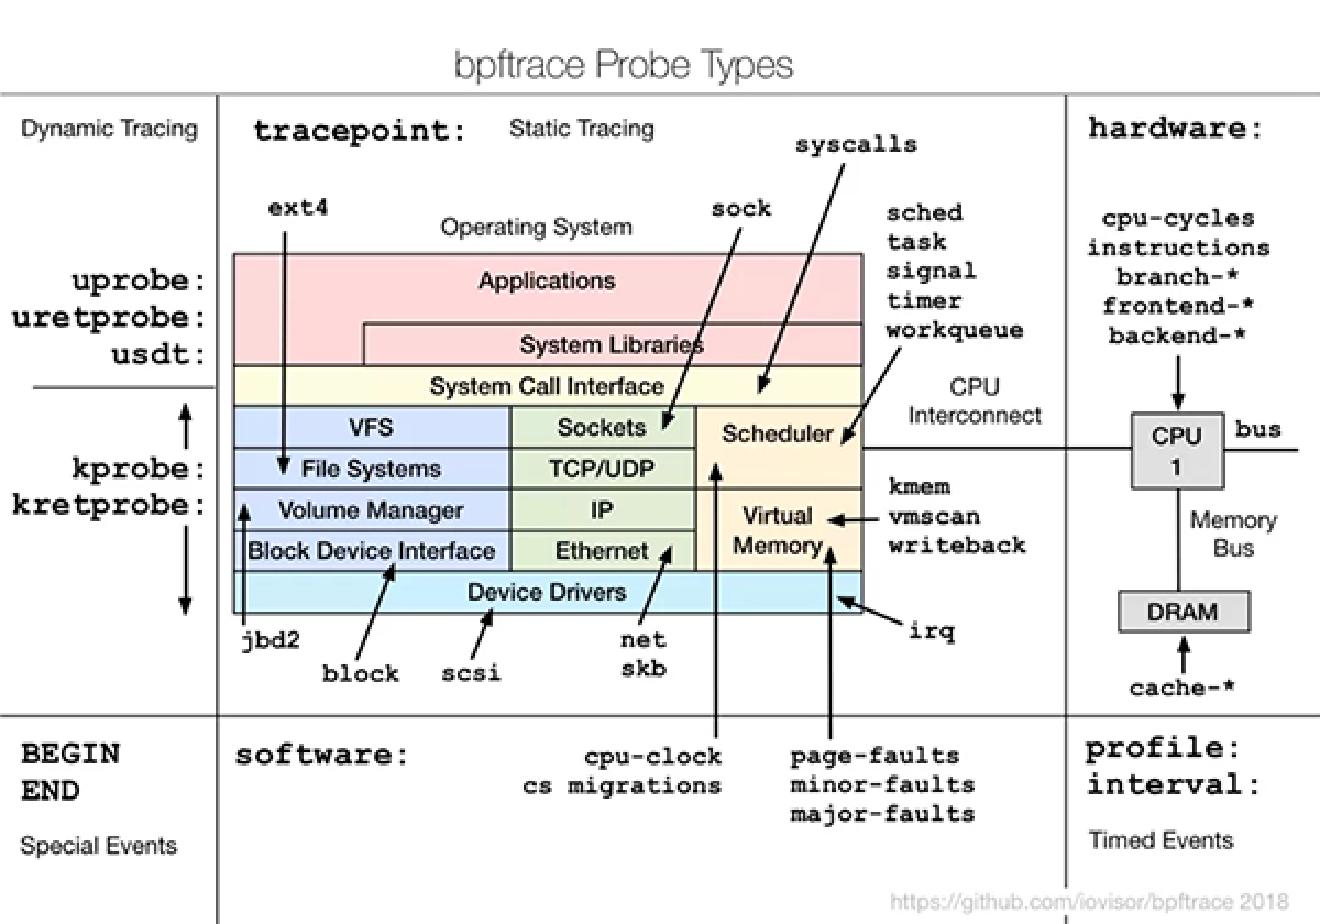 bpftrace Probe Types
Dynamic Tracing
tracepoint:
Static Tracing
hardware:
syscalls
ext4
sock
Operating System
sched
task
signal
timer
workqueue
cpu-cycles
instructions
branch-*
frontend-*
backend-*
uprobe:
uretprobe:
usdt:
Applications
System Libraries
System Call Interface
CPU
Interconnect
VFS
Sockets
Scheduler
CPU
1
bus
kprobe:
kretprobe:
File Systems
TCP/UDP
Volume Manager
IP
Virtual
Memory
kmem
vmscan
writeback
Memory
Bus
Block Device Interface
Ethernet
Device Drivers
DRAM
jbd2
block
scsi
net
skb
irq
cache-*
BEGIN
END
Special Events
software:
cpu-clock
cs migrations
page-faults
minor-faults
major-faults
profile:
interval:
Timed Events
https://github.com/iovisor/bpftrace 2018